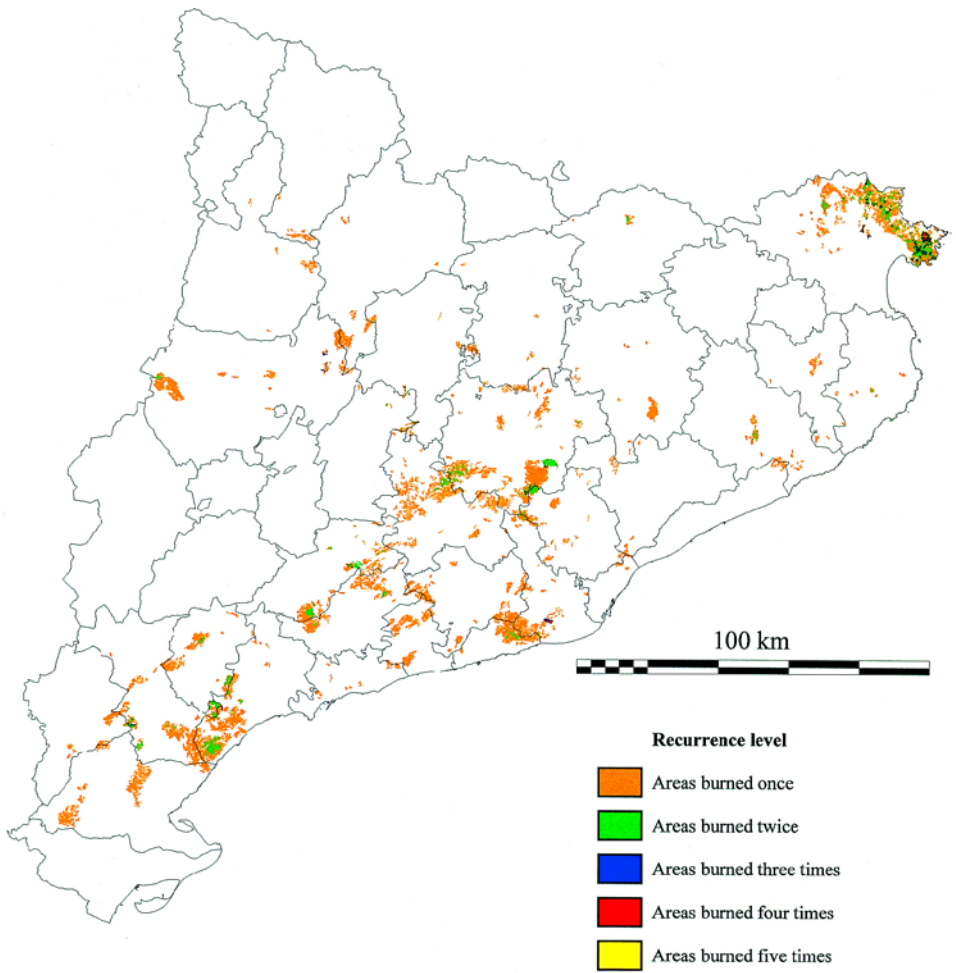 100 km
Recurrence level
Areas burned once
Areas burned twice
Areas burned three times
Areas burned four times
Areas burned five times